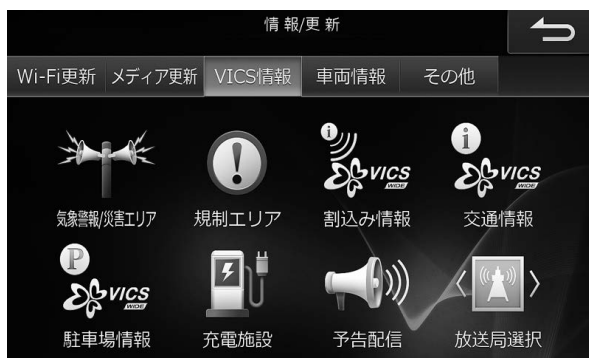 情報/更新
Wi-Fi更新 メディア更新 VICS情報 車両情報 その他
i
VICS
WIDE
i
VICS
WIDE
気象警報/災害エリア 規制エリア 割込み情報 交通情報
P
VICS
WIDE
駐車場情報 充電施設 予告配信 放送局選択